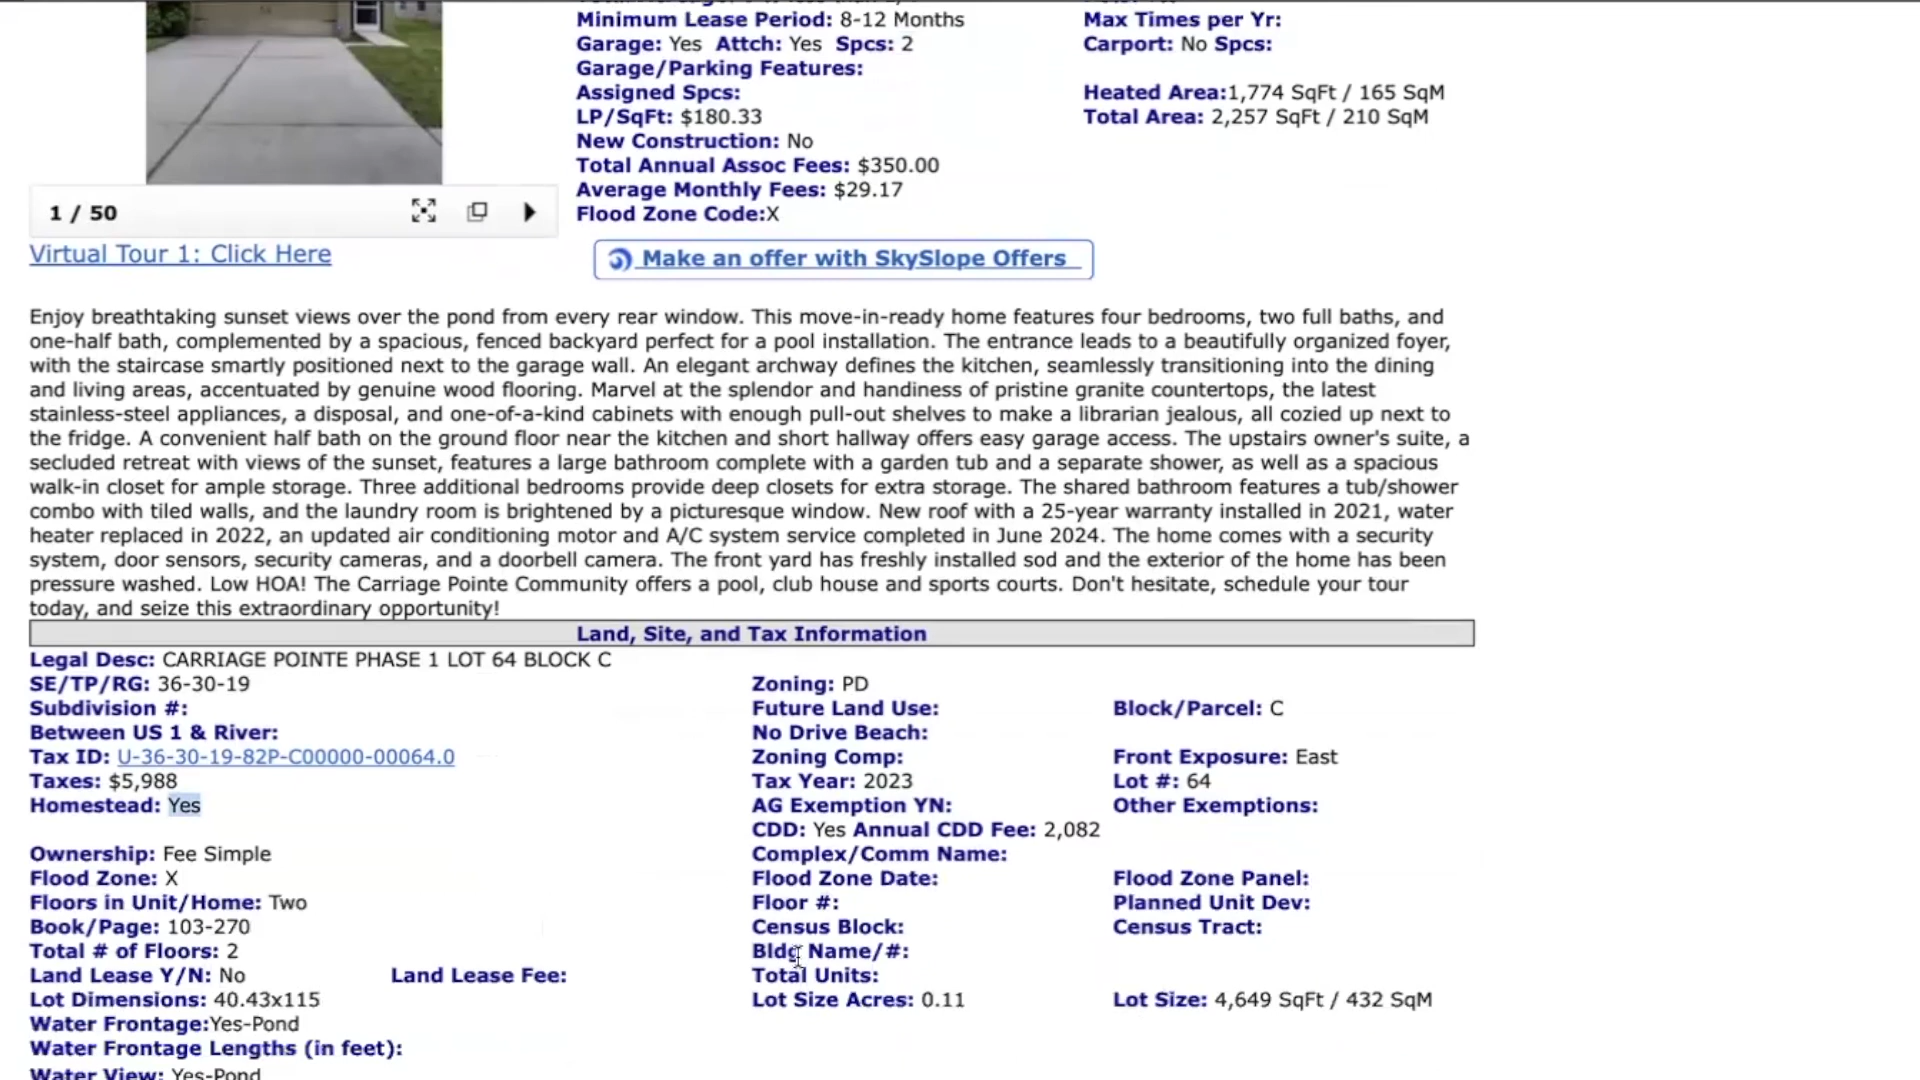 Minimum Lease Period: 8-12 Months
Max Times per Yr:
Garage: Yes Attch: Yes Spcs: 2
Carport: No Spcs:
Garage/Parking Features:
Assigned Spcs:
Heated Area:1,774 SqFt / 165 SqM
LP/SqFt: $180.33
Total Area: 2,257 SqFt / 210 SqM
New Construction: No
Total Annual Assoc Fees: $350.00
Average Monthly Fees: $29.17
Flood Zone Code:X
1 / 50
Virtual Tour 1: Click Here
Make an offer with SkySlope Offers
Enjoy breathtaking sunset views over the pond from every rear window. This move-in-ready home features four bedrooms, two full baths, and
one-half bath, complemented by a spacious, fenced backyard perfect for a pool installation. The entrance leads to a beautifully organized foyer,
with the staircase smartly positioned next to the garage wall. An elegant archway defines the kitchen, seamlessly transitioning into the dining
and living areas, accentuated by genuine wood flooring. Marvel at the splendor and handiness of pristine granite countertops, the latest
stainless-steel appliances, a disposal, and one-of-a-kind cabinets with enough pull-out shelves to make a librarian jealous, all cozied up next to
the fridge. A convenient half bath on the ground floor near the kitchen and short hallway offers easy garage access. The upstairs owner's suite, a
secluded retreat with views of the sunset, features a large bathroom complete with a garden tub and a separate shower, as well as a spacious
walk-in closet for ample storage. Three additional bedrooms provide deep closets for extra storage. The shared bathroom features a tub/shower
combo with tiled walls, and the laundry room is brightened by a picturesque window. New roof with a 25-year warranty installed in 2021, water
heater replaced in 2022, an updated air conditioning motor and A/C system service completed in June 2024. The home comes with a security
system, door sensors, security cameras, and a doorbell camera. The front yard has freshly installed sod and the exterior of the home has been
pressure washed. Low HOA! The Carriage Pointe Community offers a pool, club house and sports courts. Don't hesitate, schedule your tour
today, and seize this extraordinary opportunity!
Land, Site, and Tax Information
Legal Desc: CARRIAGE POINTE PHASE 1 LOT 64 BLOCK C
SE/TP/RG: 36-30-19
Zoning: PD
Subdivision #:
Future Land Use:
Block/Parcel: C
Between US 1 & River:
No Drive Beach:
Tax ID: U-36-30-19-82P-C00000-00064.0
Zoning Comp:
Front Exposure: East
Taxes: $5,988
Tax Year: 2023
Lot #: 64
Homestead: Yes
AG Exemption YN:
Other Exemptions:
CDD: Yes Annual CDD Fee: 2,082
Ownership: Fee Simple
Complex/Comm Name:
Flood Zone: X
Flood Zone Date:
Flood Zone Panel:
Floors in Unit/Home: Two
Floor #:
Planned Unit Dev:
Book/Page: 103-270
Census Block:
Census Tract:
Total # of Floors: 2
Bldg Name/#:
Land Lease Y/N: No
Land Lease Fee:
Total Units:
Lot Dimensions: 40.43x115
Lot Size Acres: 0.11
Lot Size: 4,649 SqFt / 432 SqM
Water Frontage:Yes-Pond
Water Frontage Lengths (in feet):
Water View: Yes-Pond